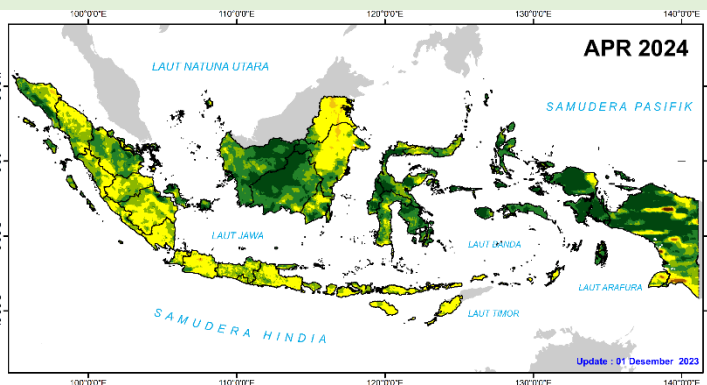 100°0'0"E 110°0'0"E 120°0'0"E 130°0'0"E 140°0'0"E
APR 2024
LAUT NATUNA UTARA
SAMUDERA PASIFIK
LAUT JAWA
LAUT BANDA
LAUT ARAFURA
SAMUDERA HINDIA
LAUT TIMOR
Update : 01 Desember 2023
100°0'0"E 110°0'0"E 120°0'0"E 130°0'0"E 140°0'0"E